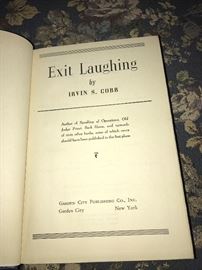 Exit Laughing
by
IRVIN S. COBB
Author of Speaking of Operations, Old
Judge Priest, Back Home, and
of sixty other books, some of which never
should have been published in the first place
GARDEN CITY PUBLISHING CO., INC.
Garden City New York